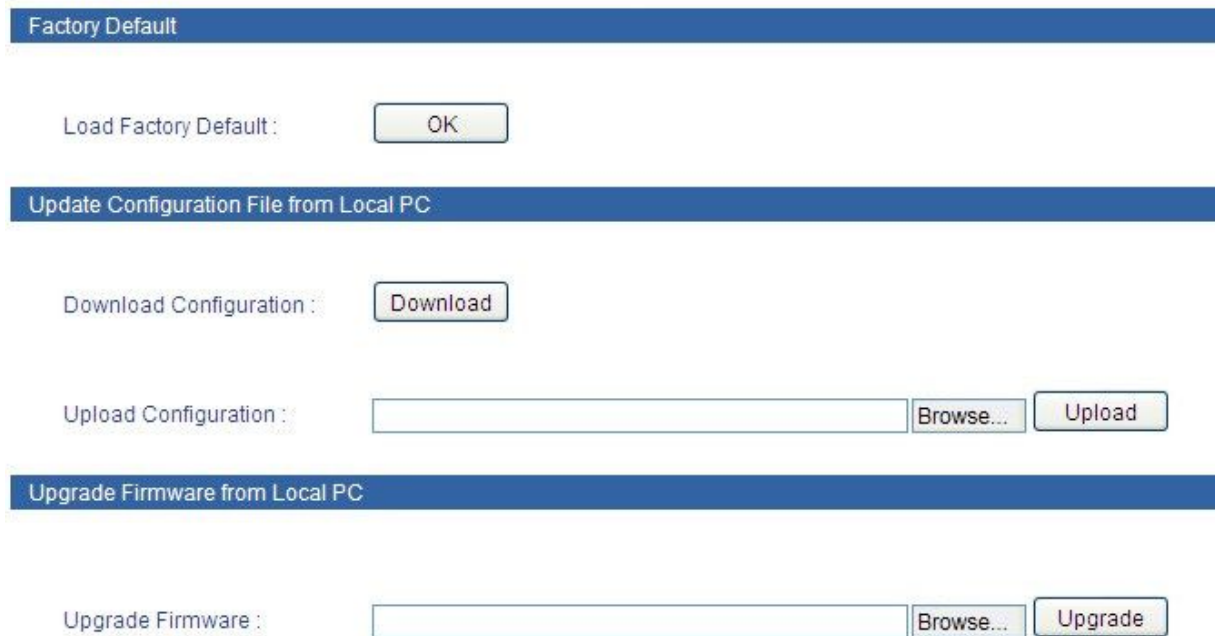 Factory Default
Load Factory Default : OK
Update Configuration File from Local PC
Download Configuration : Download
Upload Configuration : Browse... Upload
Upgrade Firmware from Local PC
Upgrade Firmware : Browse... Upgrade